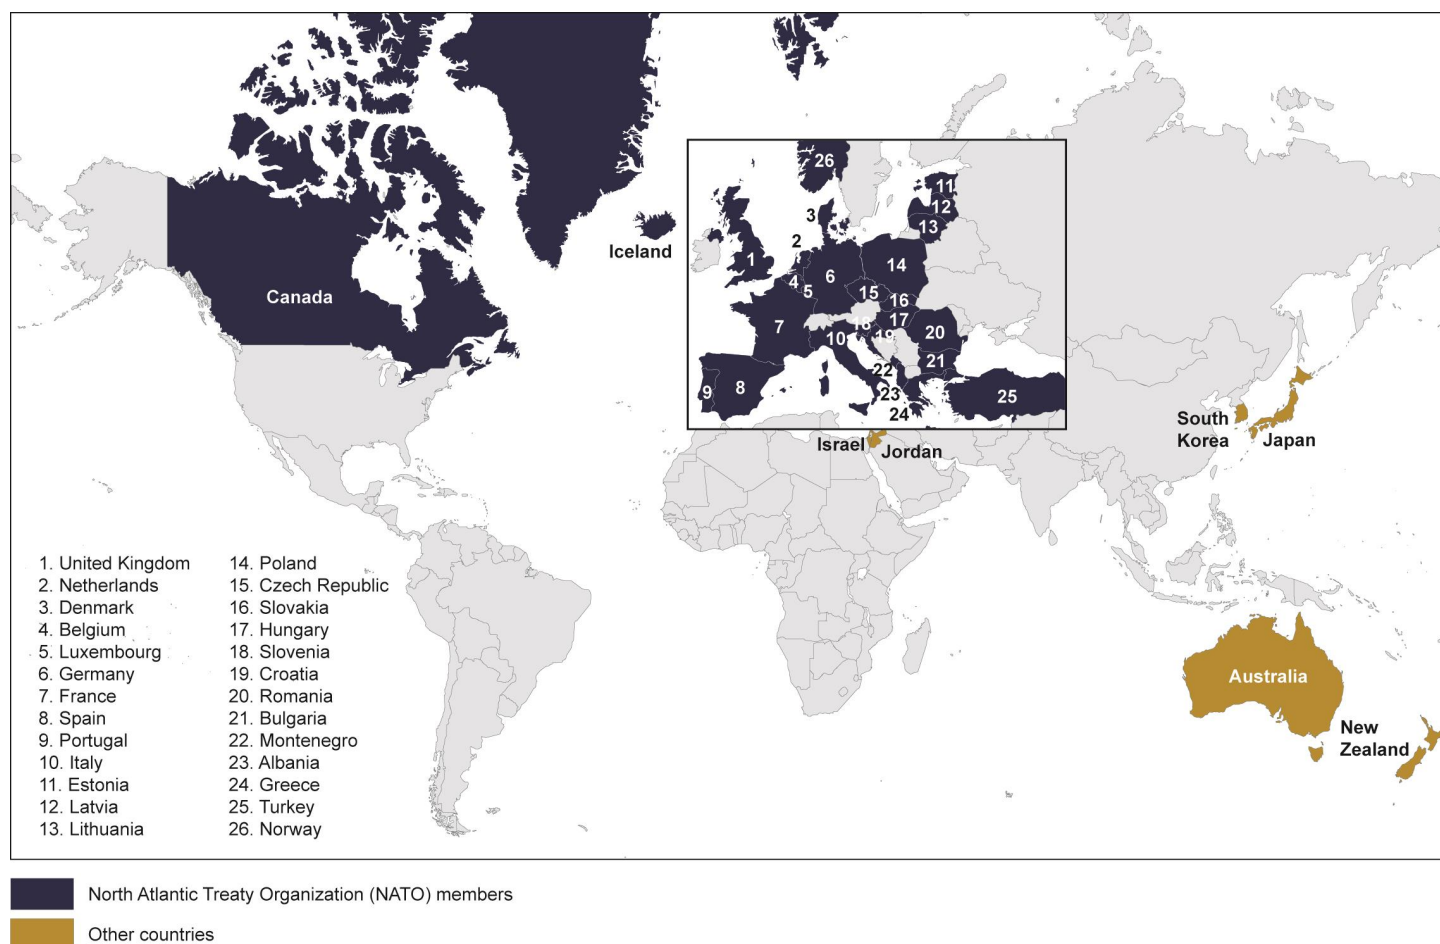 Iceland
Canada
26
11
12
13
3
2
1
4
5
6
14
15
16
17
18
19
7
10
20
21
22
8
9
23
24
25
Israel
Jordan
South
Korea
Japan
Australia
New
Zealand
1. United Kingdom
2. Netherlands
3. Denmark
4. Belgium
5. Luxembourg
6. Germany
7. France
8. Spain
9. Portugal
10. Italy
11. Estonia
12. Latvia
13. Lithuania
14. Poland
15. Czech Republic
16. Slovakia
17. Hungary
18. Slovenia
19. Croatia
20. Romania
21. Bulgaria
22. Montenegro
23. Albania
24. Greece
25. Turkey
26. Norway
North Atlantic Treaty Organization (NATO) members
Other countries